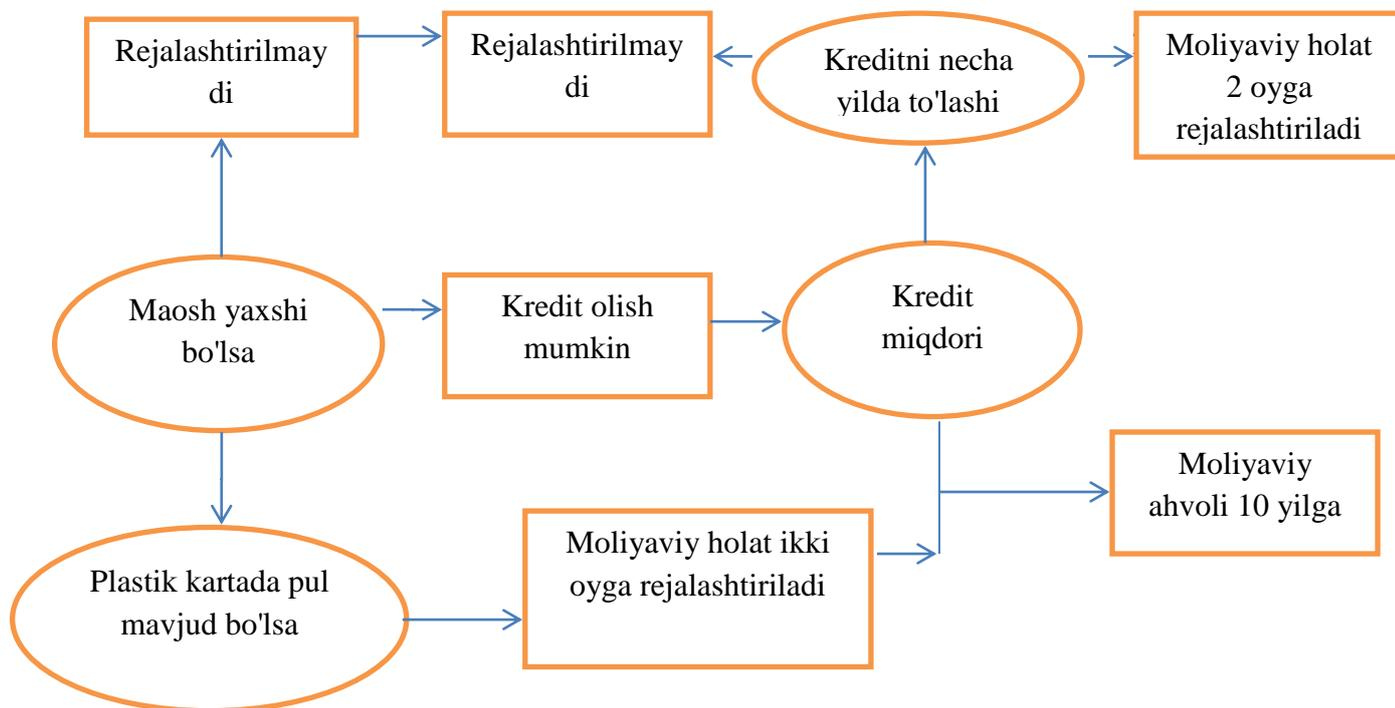 Rejalashtirilmay
di
Rejalashtirilmay
di
Kreditni necha
yilda to'lashi
Moliyaviy holat
2 oyga
rejalashtiriladi
Maosh yaxshi
bo'lsa
Kredit olish
mumkin
Kredit
miqdori
Moliyaviy
ahvoli 10 yilga
Plastik kartada pul
mavjud bo'lsa
Moliyaviy holat ikki
oyga rejalashtiriladi